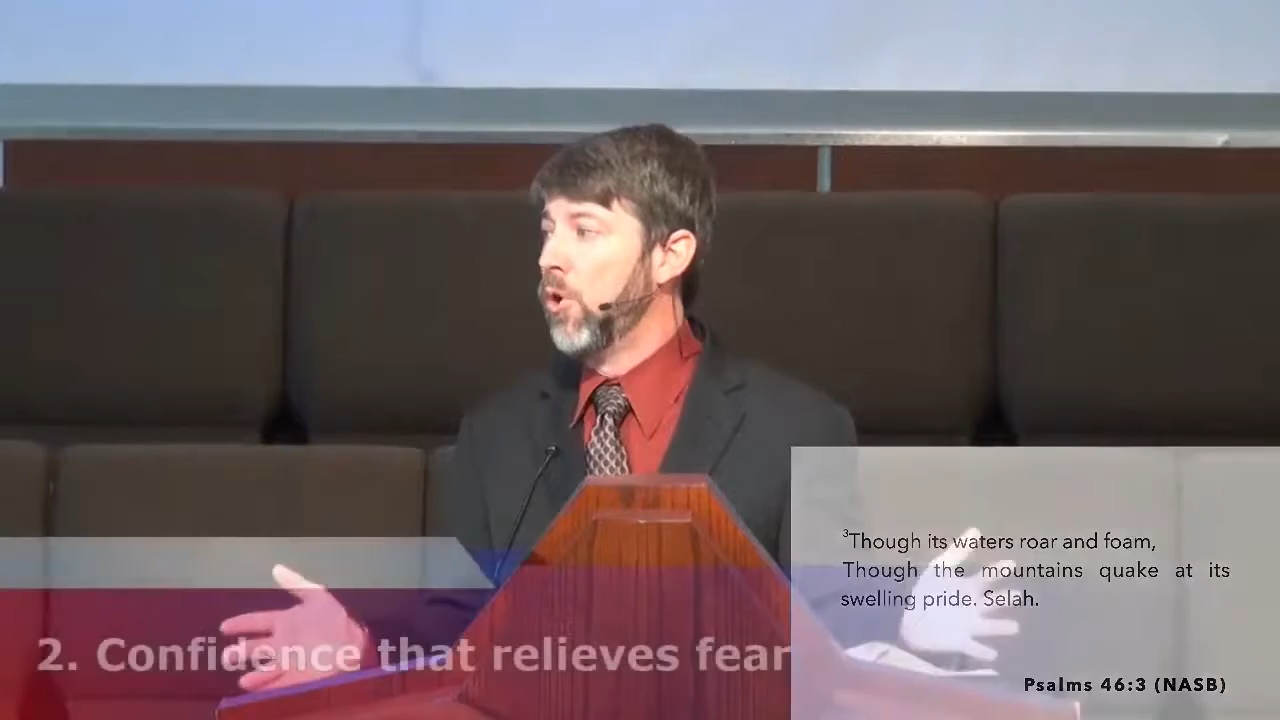 2. Confidence that relieves fear
³Though its waters roar and foam,
Though the mountains quake at its
swelling pride. Selah.
Psalms 46:3 (NASB)